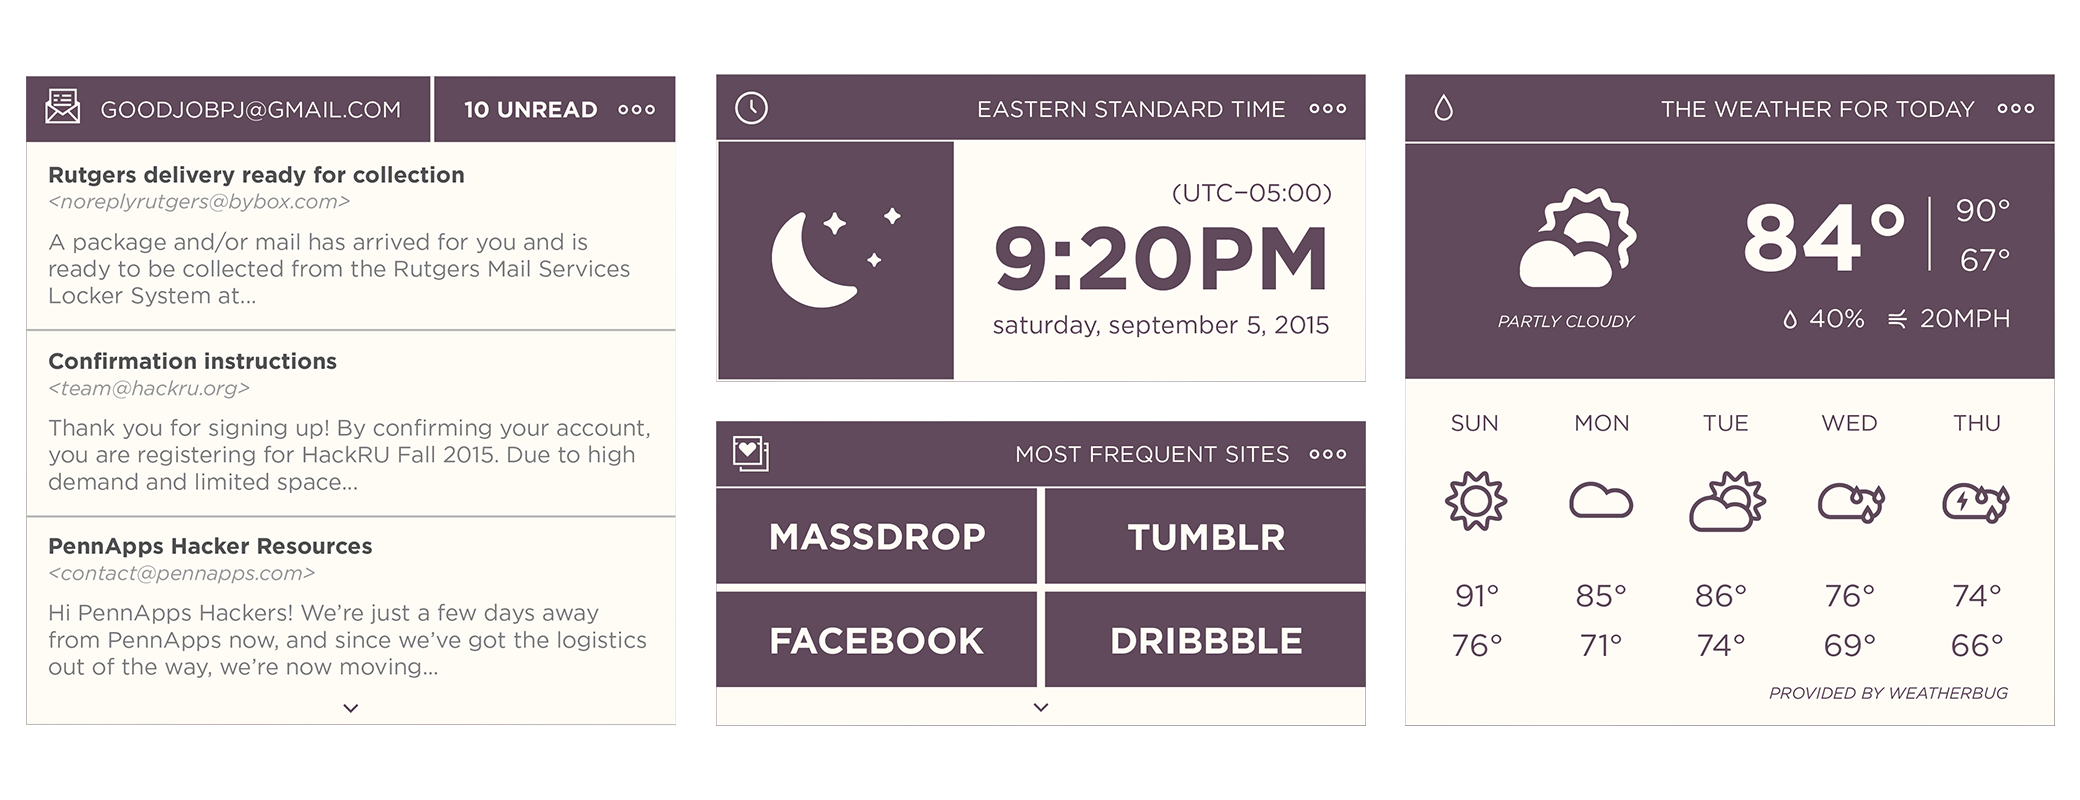 GOODJOBPJ@GMAIL.COM
10 UNREAD
Rutgers delivery ready for collection
<noreplyrutgers@bybox.com>
A package and/or mail has arrived for you and is
ready to be collected from the Rutgers Mail Services
Locker System at...
Confirmation instructions
<team@hackru.org>
Thank you for signing up! By confirming your account,
you are registering for HackRU Fall 2015. Due to high
demand and limited space...
PennApps Hacker Resources
<contact@pennapps.com>
Hi PennApps Hackers! We're just a few days away
from PennApps now, and since we've got the logistics
out of the way, we're now moving...
EASTERN STANDARD TIME
(UTC−05:00)
9:20PM
saturday, september 5, 2015
MOST FREQUENT SITES
MASSDROP TUMBLR
FACEBOOK DRIBBBLE
THE WEATHER FOR TODAY
84° 90°
67°
PARTLY CLOUDY 40% 20MPH
SUN MON TUE WED THU
91° 85° 86° 76° 74°
76° 71° 74° 69° 66°
PROVIDED BY WEATHERBUG